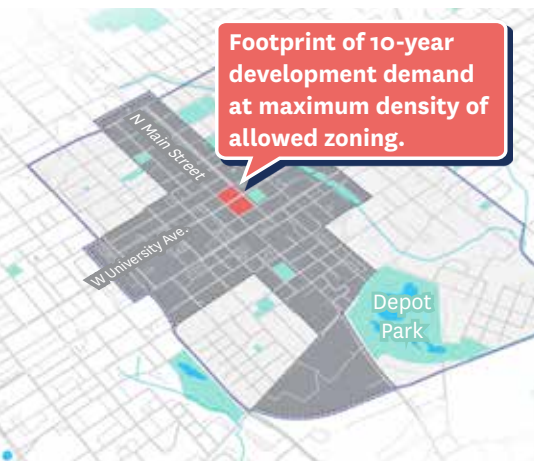 Footprint of 10-year
development demand
at maximum density of
allowed zoning.
N Main Street
W University Ave.
Depot
Park